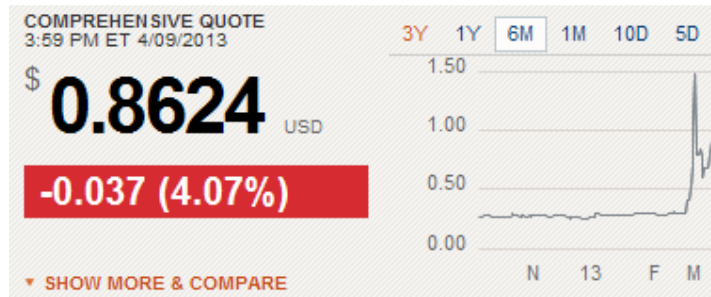 COMPREHENSIVE QUOTE
3:59 PM ET 4/09/2013
$ 0.8624 USD
-0.037 (4.07%)
▼ SHOW MORE & COMPARE
3Y 1Y 6M 1M 10D 5D
1.50
1.00
0.50
0.00
N 13 F M